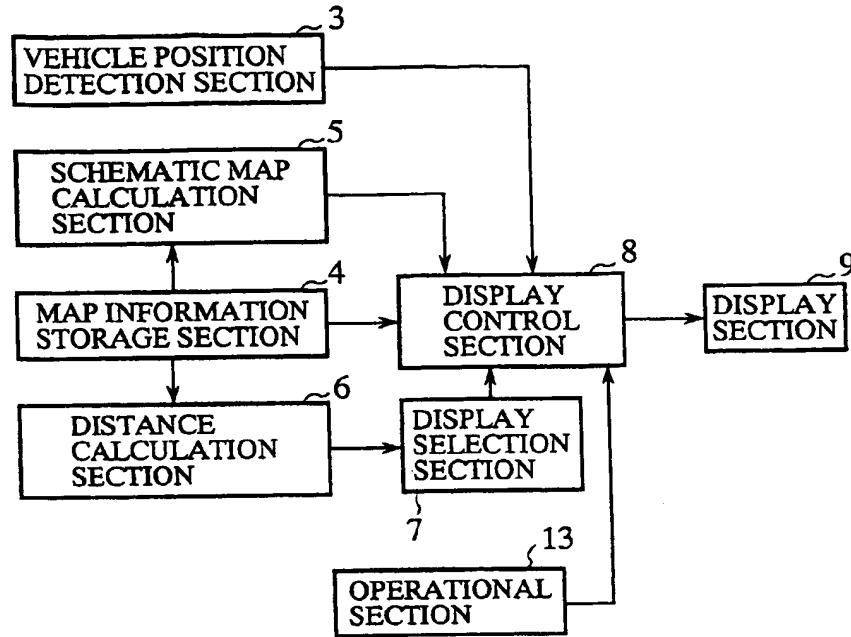 3
VEHICLE POSITION
DETECTION SECTION
5
SCHEMATIC MAP
CALCULATION
SECTION
4
MAP INFORMATION
STORAGE SECTION
8
DISPLAY
CONTROL
SECTION
9
DISPLAY
SECTION
6
DISTANCE
CALCULATION
SECTION
DISPLAY
SELECTION
SECTION
7
13
OPERATIONAL
SECTION